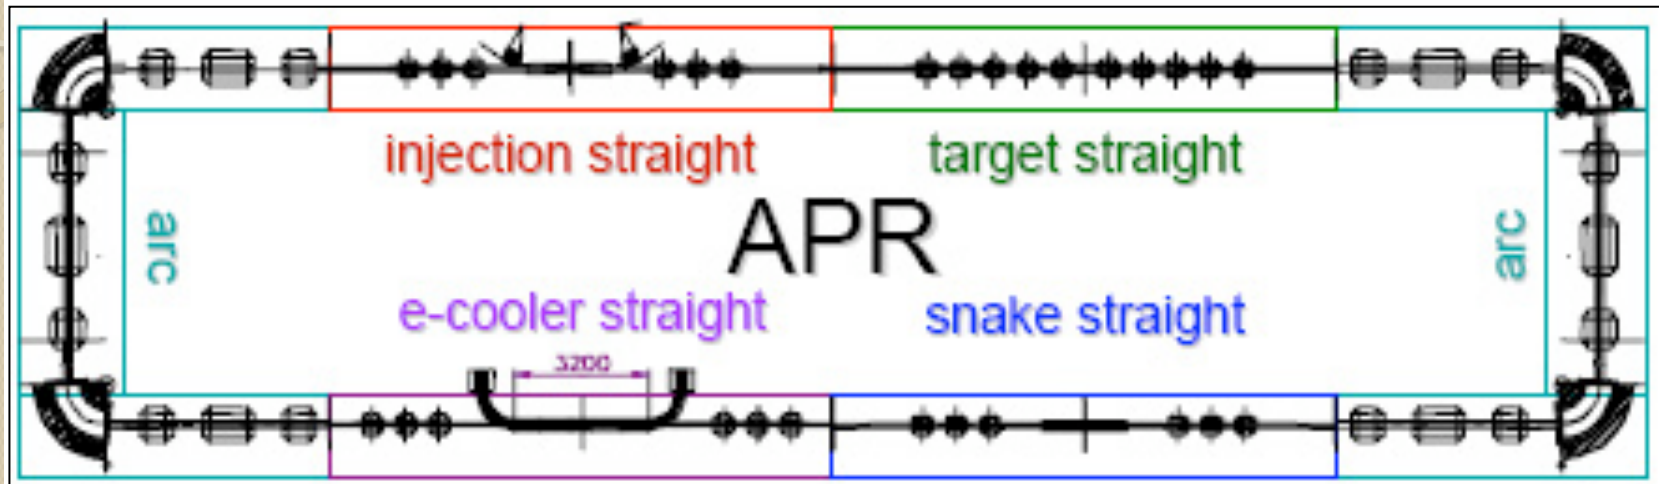 injection straight
target straight
arc
APR
arc
e-cooler straight
snake straight
3200